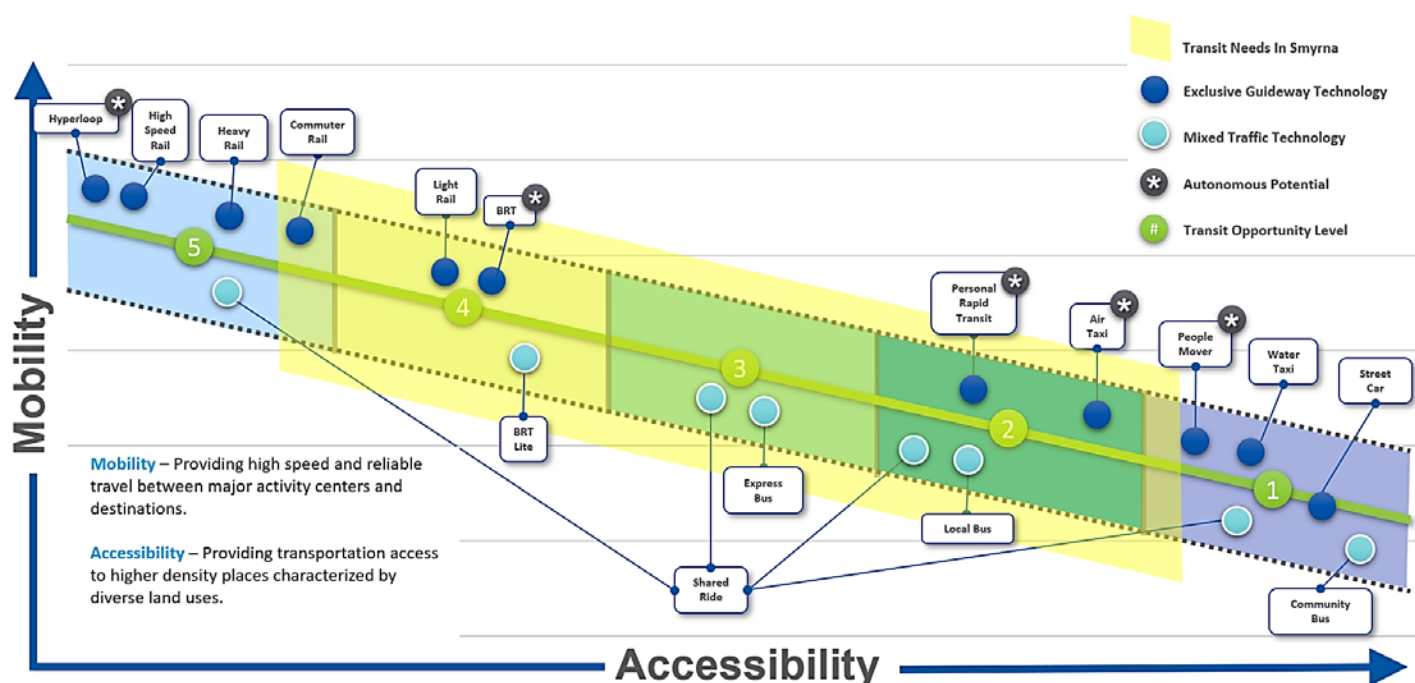 Transit Needs In Smyrna
Exclusive Guideway Technology
Mixed Traffic Technology
*
Autonomous Potential
#
Transit Opportunity Level
Hyperloop
*
High
Speed
Rail
Heavy
Rail
Commuter
Rail
Light
Rail
BRT
*
Personal
Rapid
Transit
*
Air
Taxi
*
People
Mover
*
Water
Taxi
Street
Car
5
4
3
2
1
BRT
Lite
Express
Bus
Local Bus
Shared
Ride
Community
Bus
Mobility
Mobility – Providing high speed and reliable
travel between major activity centers and
destinations.
Accessibility – Providing transportation access
to higher density places characterized by
diverse land uses.
Accessibility